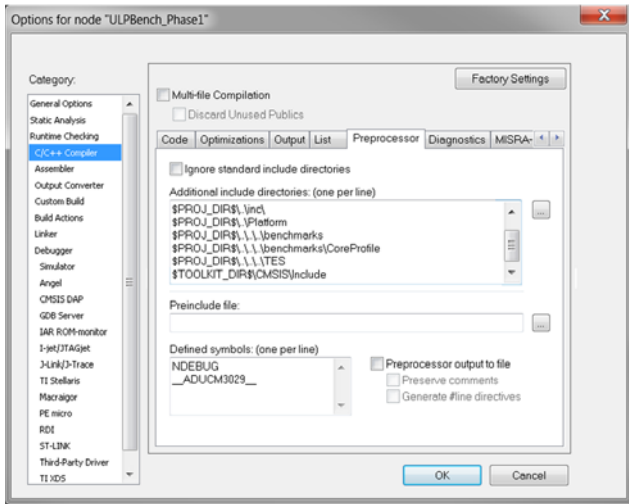 Options for node "ULPBench_Phase1"
Category:
Factory Settings
General Options
Static Analysis
Runtime Checking
C/C++ Compiler
Assembler
Output Converter
Custom Build
Build Actions
Linker
Debugger
Simulator
Angel
CMSIS DAP
GDB Server
IAR ROM-monitor
I-jet/JTAGjet
J-Link/J-Trace
TI Stellaris
Macraigor
PE micro
RDI
ST-LINK
Third-Party Driver
TI XDS
Multi-file Compilation
Discard Unused Publics
Code Optimizations Output List Preprocessor Diagnostics MISRA-
Ignore standard include directories
Additional include directories: (one per line)
$PROJ_DIR$\..\inc\
$PROJ_DIR$\..\Platform
$PROJ_DIR$\..\..\..\benchmarks
$PROJ_DIR$\..\..\..\benchmarks\CoreProfile
$PROJ_DIR$\..\..\..\TES
$TOOLKIT_DIR$\CMSIS\Include
...
Preinclude file:
...
Defined symbols: (one per line)
NDEBUG
__ADUCM3029__
Preprocessor output to file
Preserve comments
Generate #line directives
OK Cancel